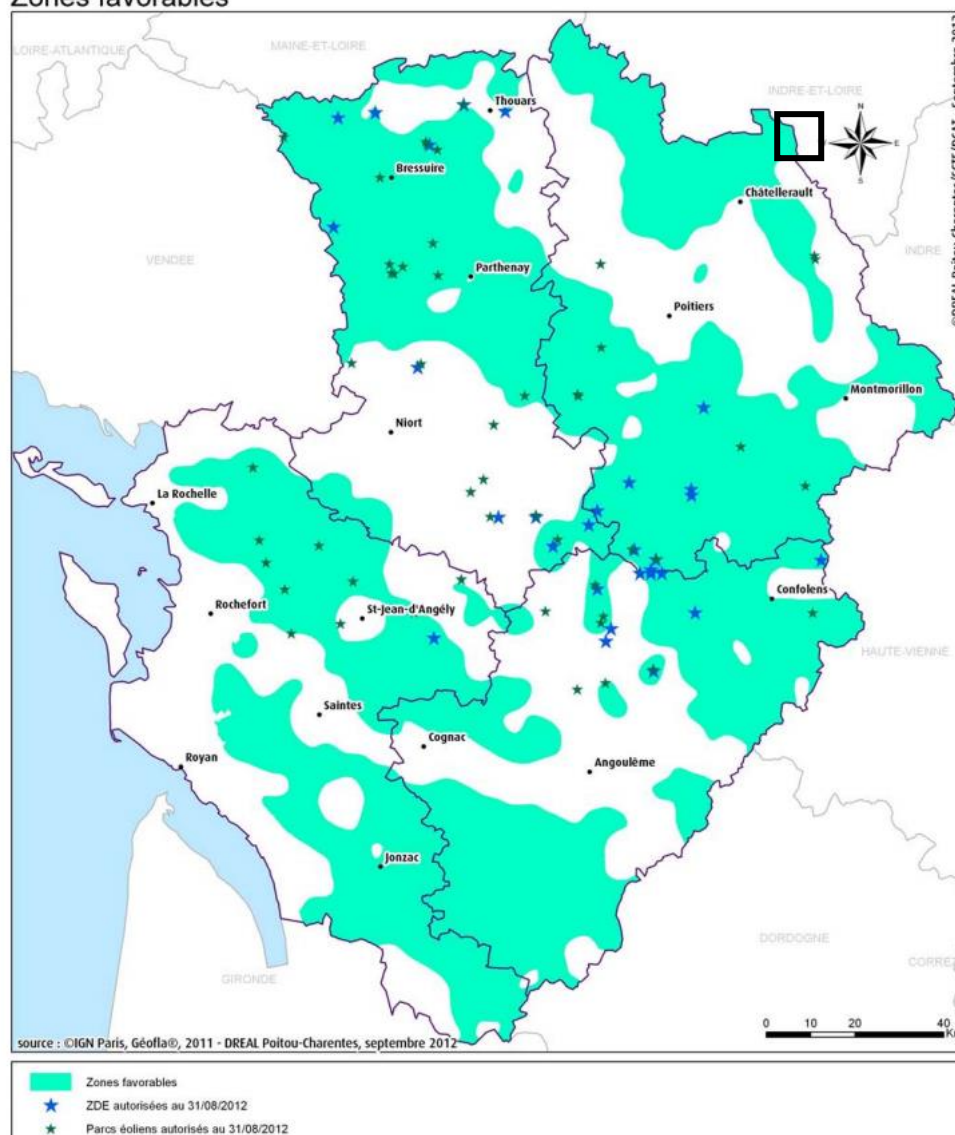 Zones favorables
LOIRE-ATLANTIQUE
MAINE-ET-LOIRE
INDRE-ET-LOIRE
Thouars
N
E
S
Bressuire
Châtellerault
INDRE
VENDEE
Parthenay
Poitiers
Montmorillon
Niort
La Rochelle
Confolens
Rochefort
St-Jean-d'Angély
HAUTE-VIENNE
Saintes
Cognac
Royan
Angoulême
Jonzac
DORDOGNE
GIRONDE
0 10 20 40
source : ©IGN Paris, Géofla®, 2011 - DREAL Poitou-Charentes, septembre 2012
Zones favorables
ZDE autorisées au 31/08/2012
Parcs éoliens autorisés au 31/08/2012